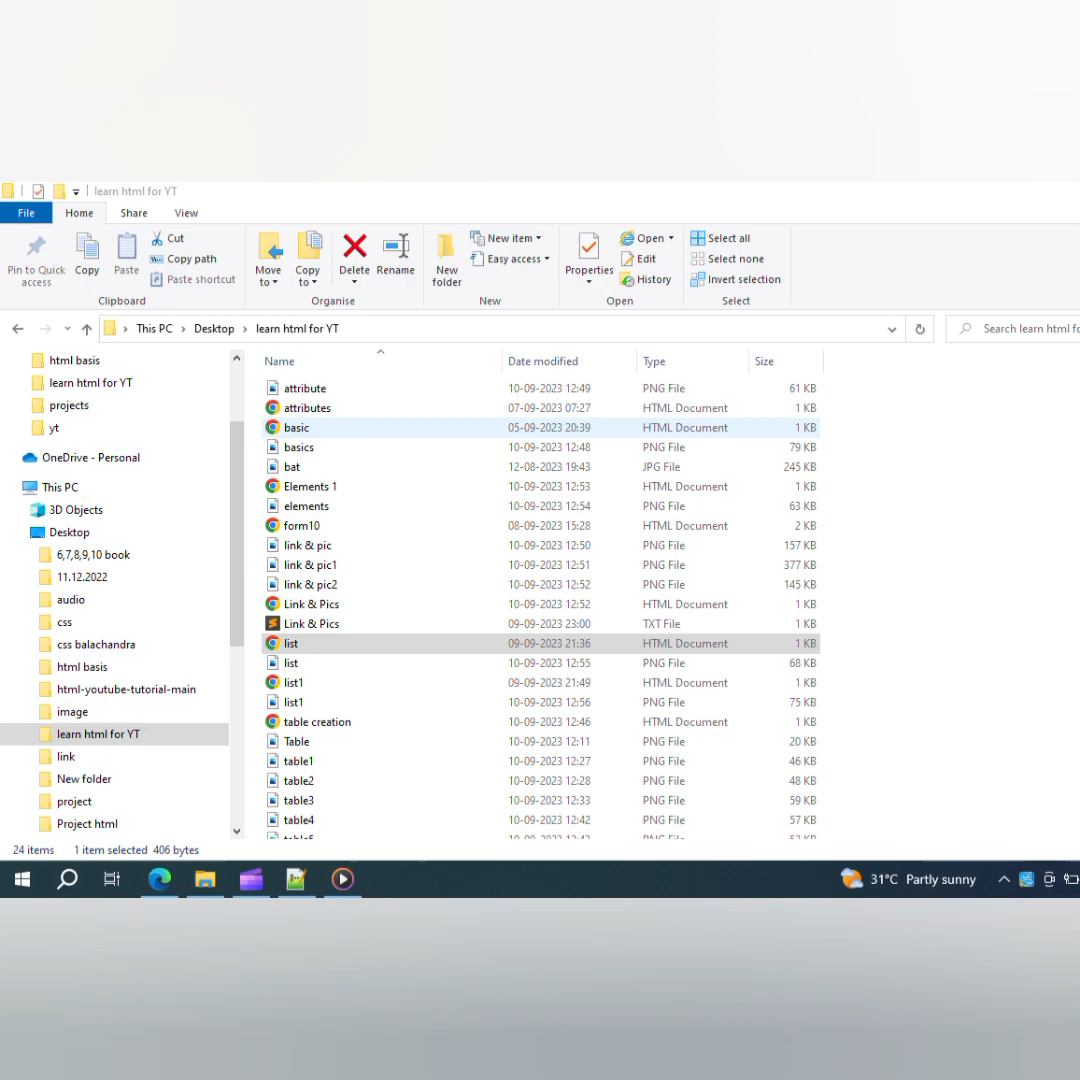 learn html for YT
File Home Share View
Pin to Quick access
Copy
Paste
Cut
Copy path
Paste shortcut
Clipboard
Move to
Copy to
Delete
Rename
Organise
New folder
New item
Easy access
New
Properties
Open
Edit
History
Open
Select all
Select none
Invert selection
Select
This PC > Desktop > learn html for YT
Search learn html fo
html basis
learn html for YT
projects
yt
OneDrive - Personal
This PC
3D Objects
Desktop
6,7,8,9,10 book
11.12.2022
audio
css
css balachandra
html basis
html-youtube-tutorial-main
image
learn html for YT
link
New folder
project
Project html
Name Date modified Type Size
attribute 10-09-2023 12:49 PNG File 61 KB
attributes 07-09-2023 07:27 HTML Document 1 KB
basic 05-09-2023 20:39 HTML Document 1 KB
basics 10-09-2023 12:48 PNG File 79 KB
bat 12-08-2023 19:43 JPG File 245 KB
Elements 1 10-09-2023 12:53 HTML Document 1 KB
elements 10-09-2023 12:54 PNG File 63 KB
form10 08-09-2023 15:28 HTML Document 2 KB
link & pic 10-09-2023 12:50 PNG File 157 KB
link & pic1 10-09-2023 12:51 PNG File 377 KB
link & pic2 10-09-2023 12:52 PNG File 145 KB
Link & Pics 10-09-2023 12:52 HTML Document 1 KB
Link & Pics 09-09-2023 23:00 TXT File 1 KB
list 09-09-2023 21:36 HTML Document 1 KB
list 10-09-2023 12:55 PNG File 68 KB
list1 09-09-2023 21:49 HTML Document 1 KB
list1 10-09-2023 12:56 PNG File 75 KB
table creation 10-09-2023 12:46 HTML Document 1 KB
Table 10-09-2023 12:11 PNG File 20 KB
table1 10-09-2023 12:27 PNG File 46 KB
table2 10-09-2023 12:28 PNG File 48 KB
table3 10-09-2023 12:33 PNG File 59 KB
table4 10-09-2023 12:42 PNG File 57 KB
24 items 1 item selected 406 bytes
31°C Partly sunny